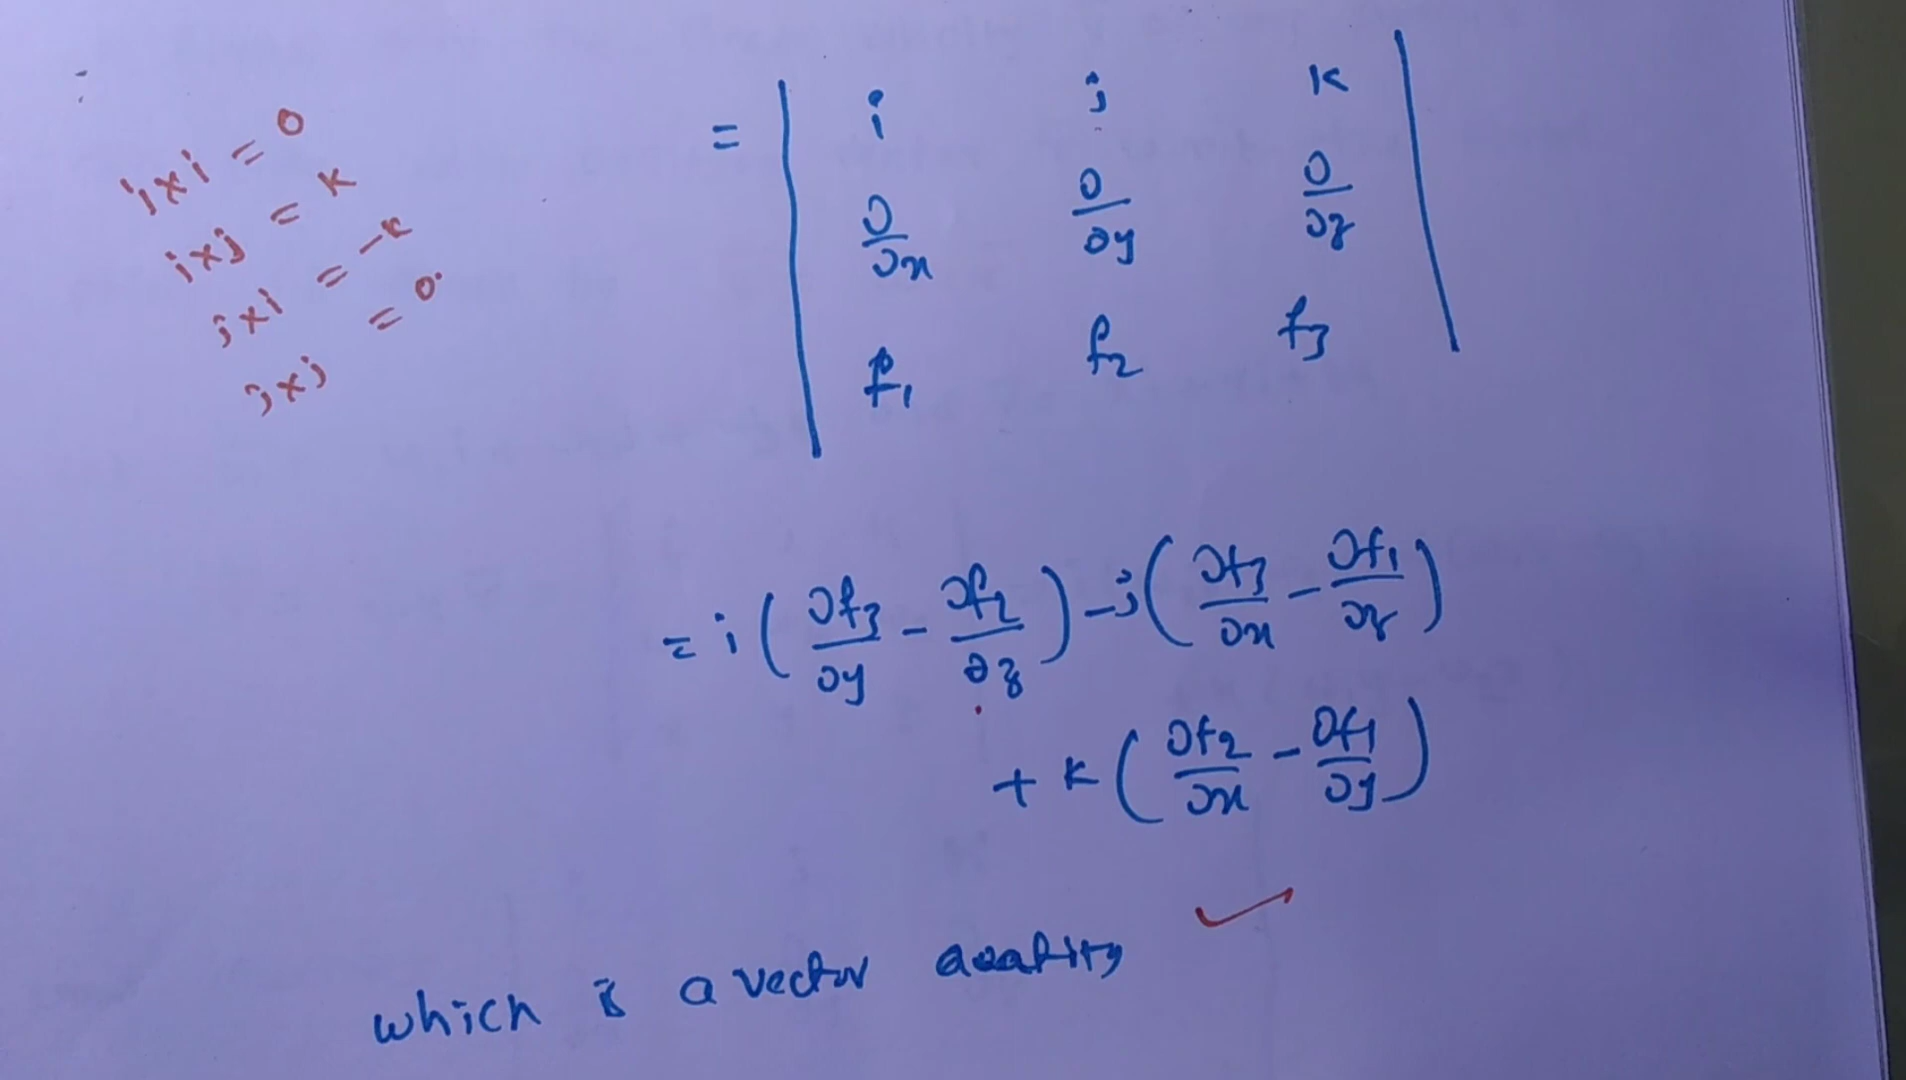 i×i = 0
i×j = k
j×i = -k
j×j = 0
= | i j k |
| ∂/∂x ∂/∂y ∂/∂z |
| f₁ f₂ f₃ |
= i ( ∂f₃/∂y - ∂f₂/∂z ) - j ( ∂f₃/∂x - ∂f₁/∂z )
+ k ( ∂f₂/∂x - ∂f₁/∂y )
which is a vector